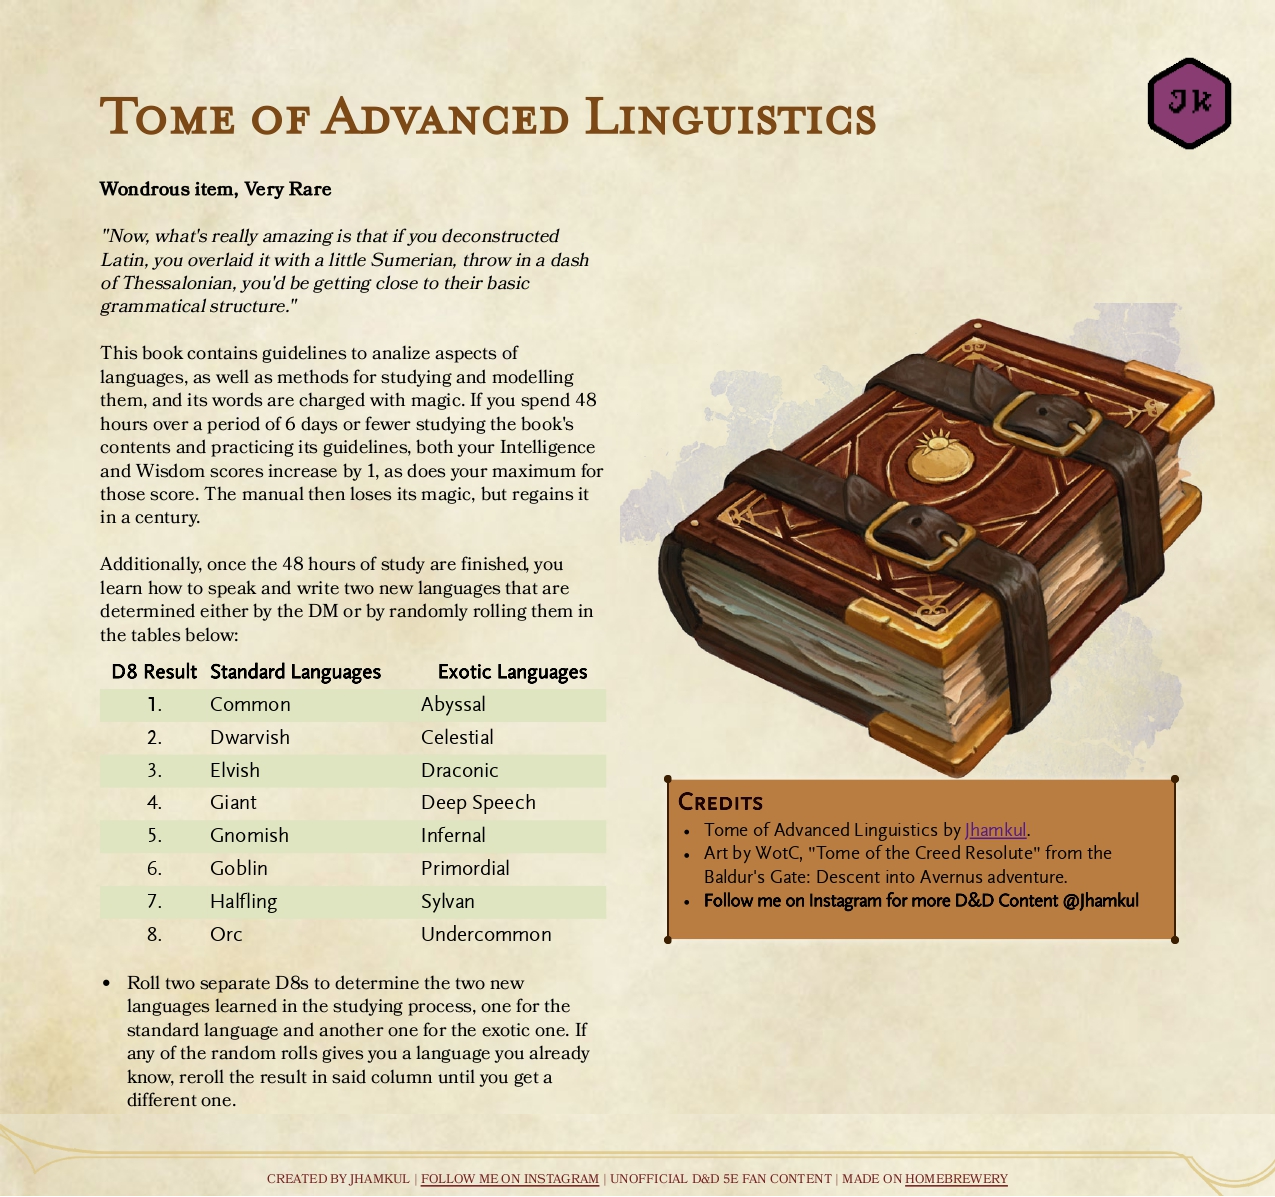 Tome of Advanced Linguistics
Jk
Wondrous item, Very Rare
"Now, what's really amazing is that if you deconstructed
Latin, you overlaid it with a little Sumerian, throw in a dash
of Thessalonian, you'd be getting close to their basic
grammatical structure."
This book contains guidelines to analize aspects of
languages, as well as methods for studying and modelling
them, and its words are charged with magic. If you spend 48
hours over a period of 6 days or fewer studying the book's
contents and practicing its guidelines, both your Intelligence
and Wisdom scores increase by 1, as does your maximum for
those score. The manual then loses its magic, but regains it
in a century.
Additionally, once the 48 hours of study are finished, you
learn how to speak and write two new languages that are
determined either by the DM or by randomly rolling them in
the tables below:
D8 Result Standard Languages Exotic Languages
1. Common Abyssal
2. Dwarvish Celestial
3. Elvish Draconic
4. Giant Deep Speech
5. Gnomish Infernal
6. Goblin Primordial
7. Halfling Sylvan
8. Orc Undercommon
• Roll two separate D8s to determine the two new
languages learned in the studying process, one for the
standard language and another one for the exotic one. If
any of the random rolls gives you a language you already
know, reroll the result in said column until you get a
different one.
Credits
• Tome of Advanced Linguistics by Jhamkul.
• Art by WotC, "Tome of the Creed Resolute" from the
Baldur's Gate: Descent into Avernus adventure.
• Follow me on Instagram for more D&D Content @Jhamkul
CREATED BY JHAMKUL | FOLLOW ME ON INSTAGRAM | UNOFFICIAL D&D 5E FAN CONTENT | MADE ON HOMEBREWERY